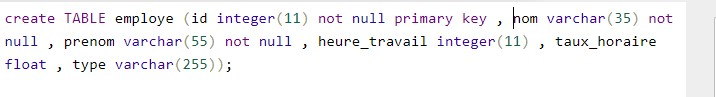 create TABLE employe (id integer(11) not null primary key , nom varchar(35) not
null , prenom varchar(55) not null , heure_travail integer(11) , taux_horaire
float , type varchar(255));